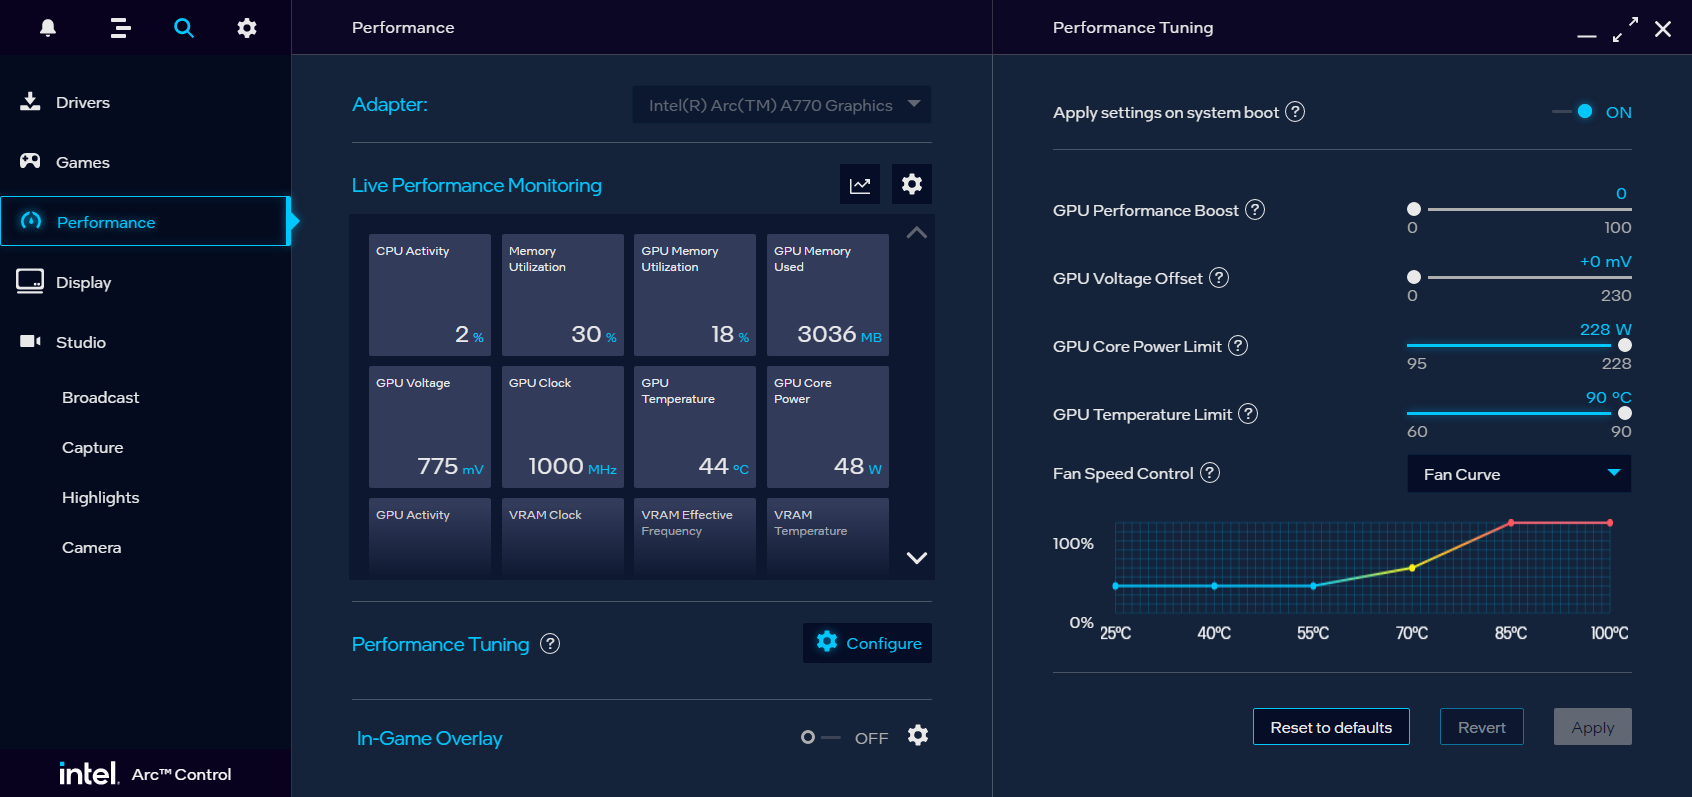 Performance
Performance Tuning
Drivers
Games
Performance
Display
Studio
Broadcast
Capture
Highlights
Camera
intel. Arc™ Control
Adapter:
Intel(R) Arc(TM) A770 Graphics
Live Performance Monitoring
CPU Activity
2 %
Memory
Utilization
30 %
GPU Memory
Utilization
18 %
GPU Memory
Used
3036 MB
GPU Voltage
775 mV
GPU Clock
1000 MHz
GPU
Temperature
44 °C
GPU Core
Power
48 W
GPU Activity
VRAM Clock
VRAM Effective
Frequency
VRAM
Temperature
Performance Tuning ?
Configure
In-Game Overlay
OFF
Apply settings on system boot ?
ON
GPU Performance Boost ?
0
0 100
GPU Voltage Offset ?
+0 mV
0 230
GPU Core Power Limit ?
228 W
95 228
GPU Temperature Limit ?
90 °C
60 90
Fan Speed Control ?
Fan Curve
100%
0%
25ºC 40ºC 55ºC 70ºC 85ºC 100ºC
Reset to defaults
Revert
Apply